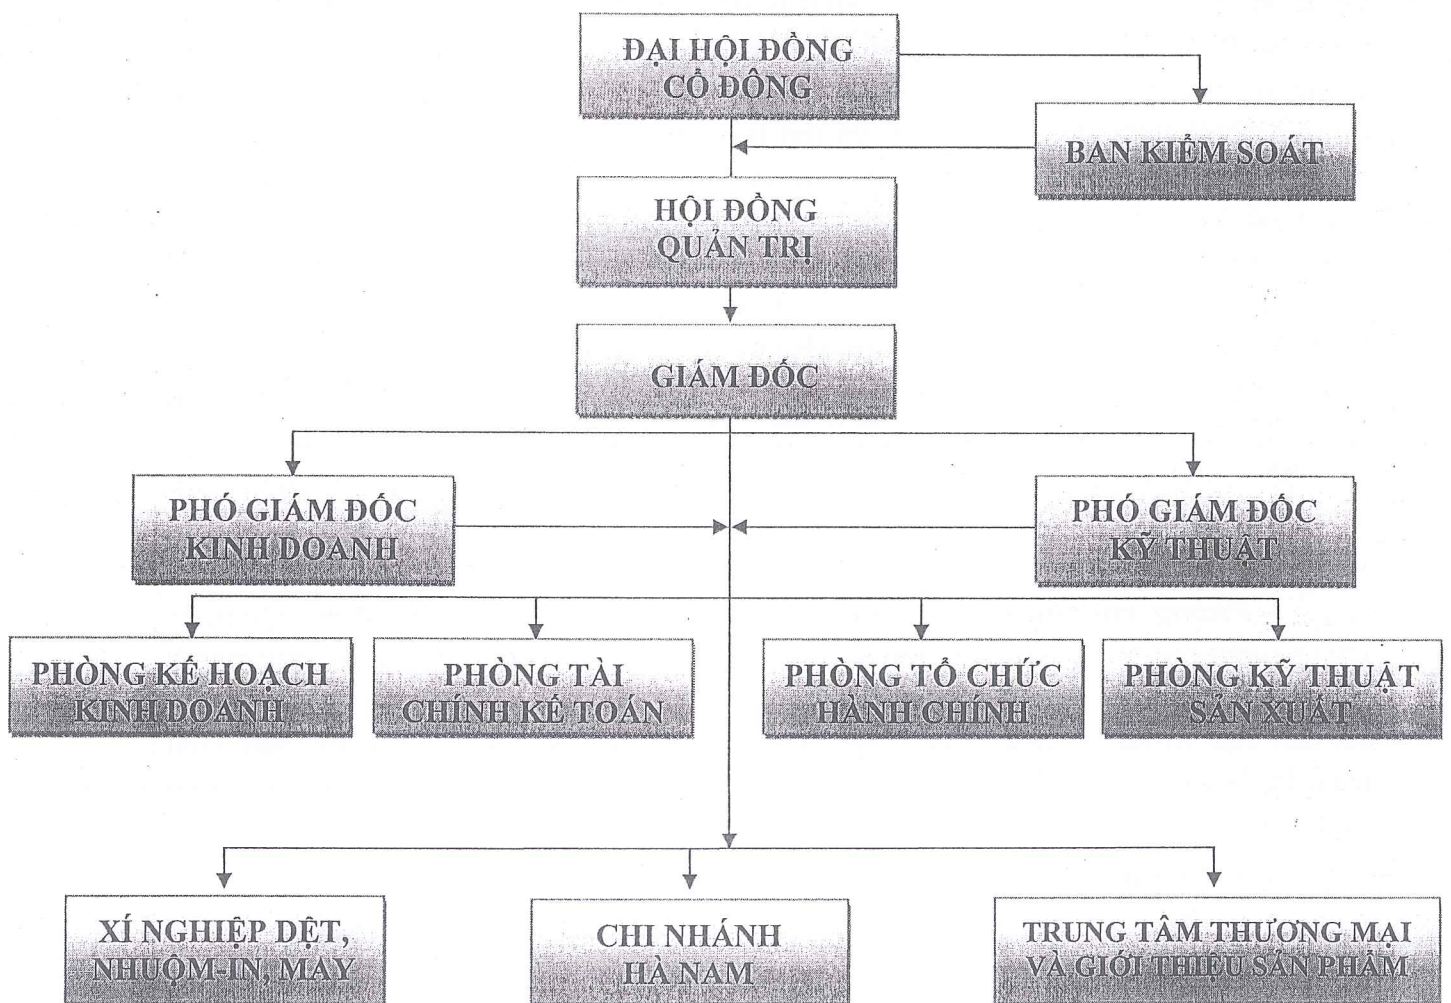 ĐẠI HỘI ĐỒNG
CỔ ĐÔNG
BAN KIỂM SOÁT
HỘI ĐỒNG
QUẢN TRỊ
GIÁM ĐỐC
PHÓ GIÁM ĐỐC
KINH DOANH
PHÓ GIÁM ĐỐC
KỸ THUẬT
PHÒNG KẾ HOẠCH
KINH DOANH
PHÒNG TÀI
CHÍNH KẾ TOÁN
PHÒNG TỔ CHỨC
HÀNH CHÍNH
PHÒNG KỸ THUẬT
SẢN XUẤT
XÍ NGHIỆP DỆT,
NHUỘM-IN, MAY
CHI NHÁNH
HÀ NAM
TRUNG TÂM THƯƠNG MẠI
VÀ GIỚI THIỆU SẢN PHẨM